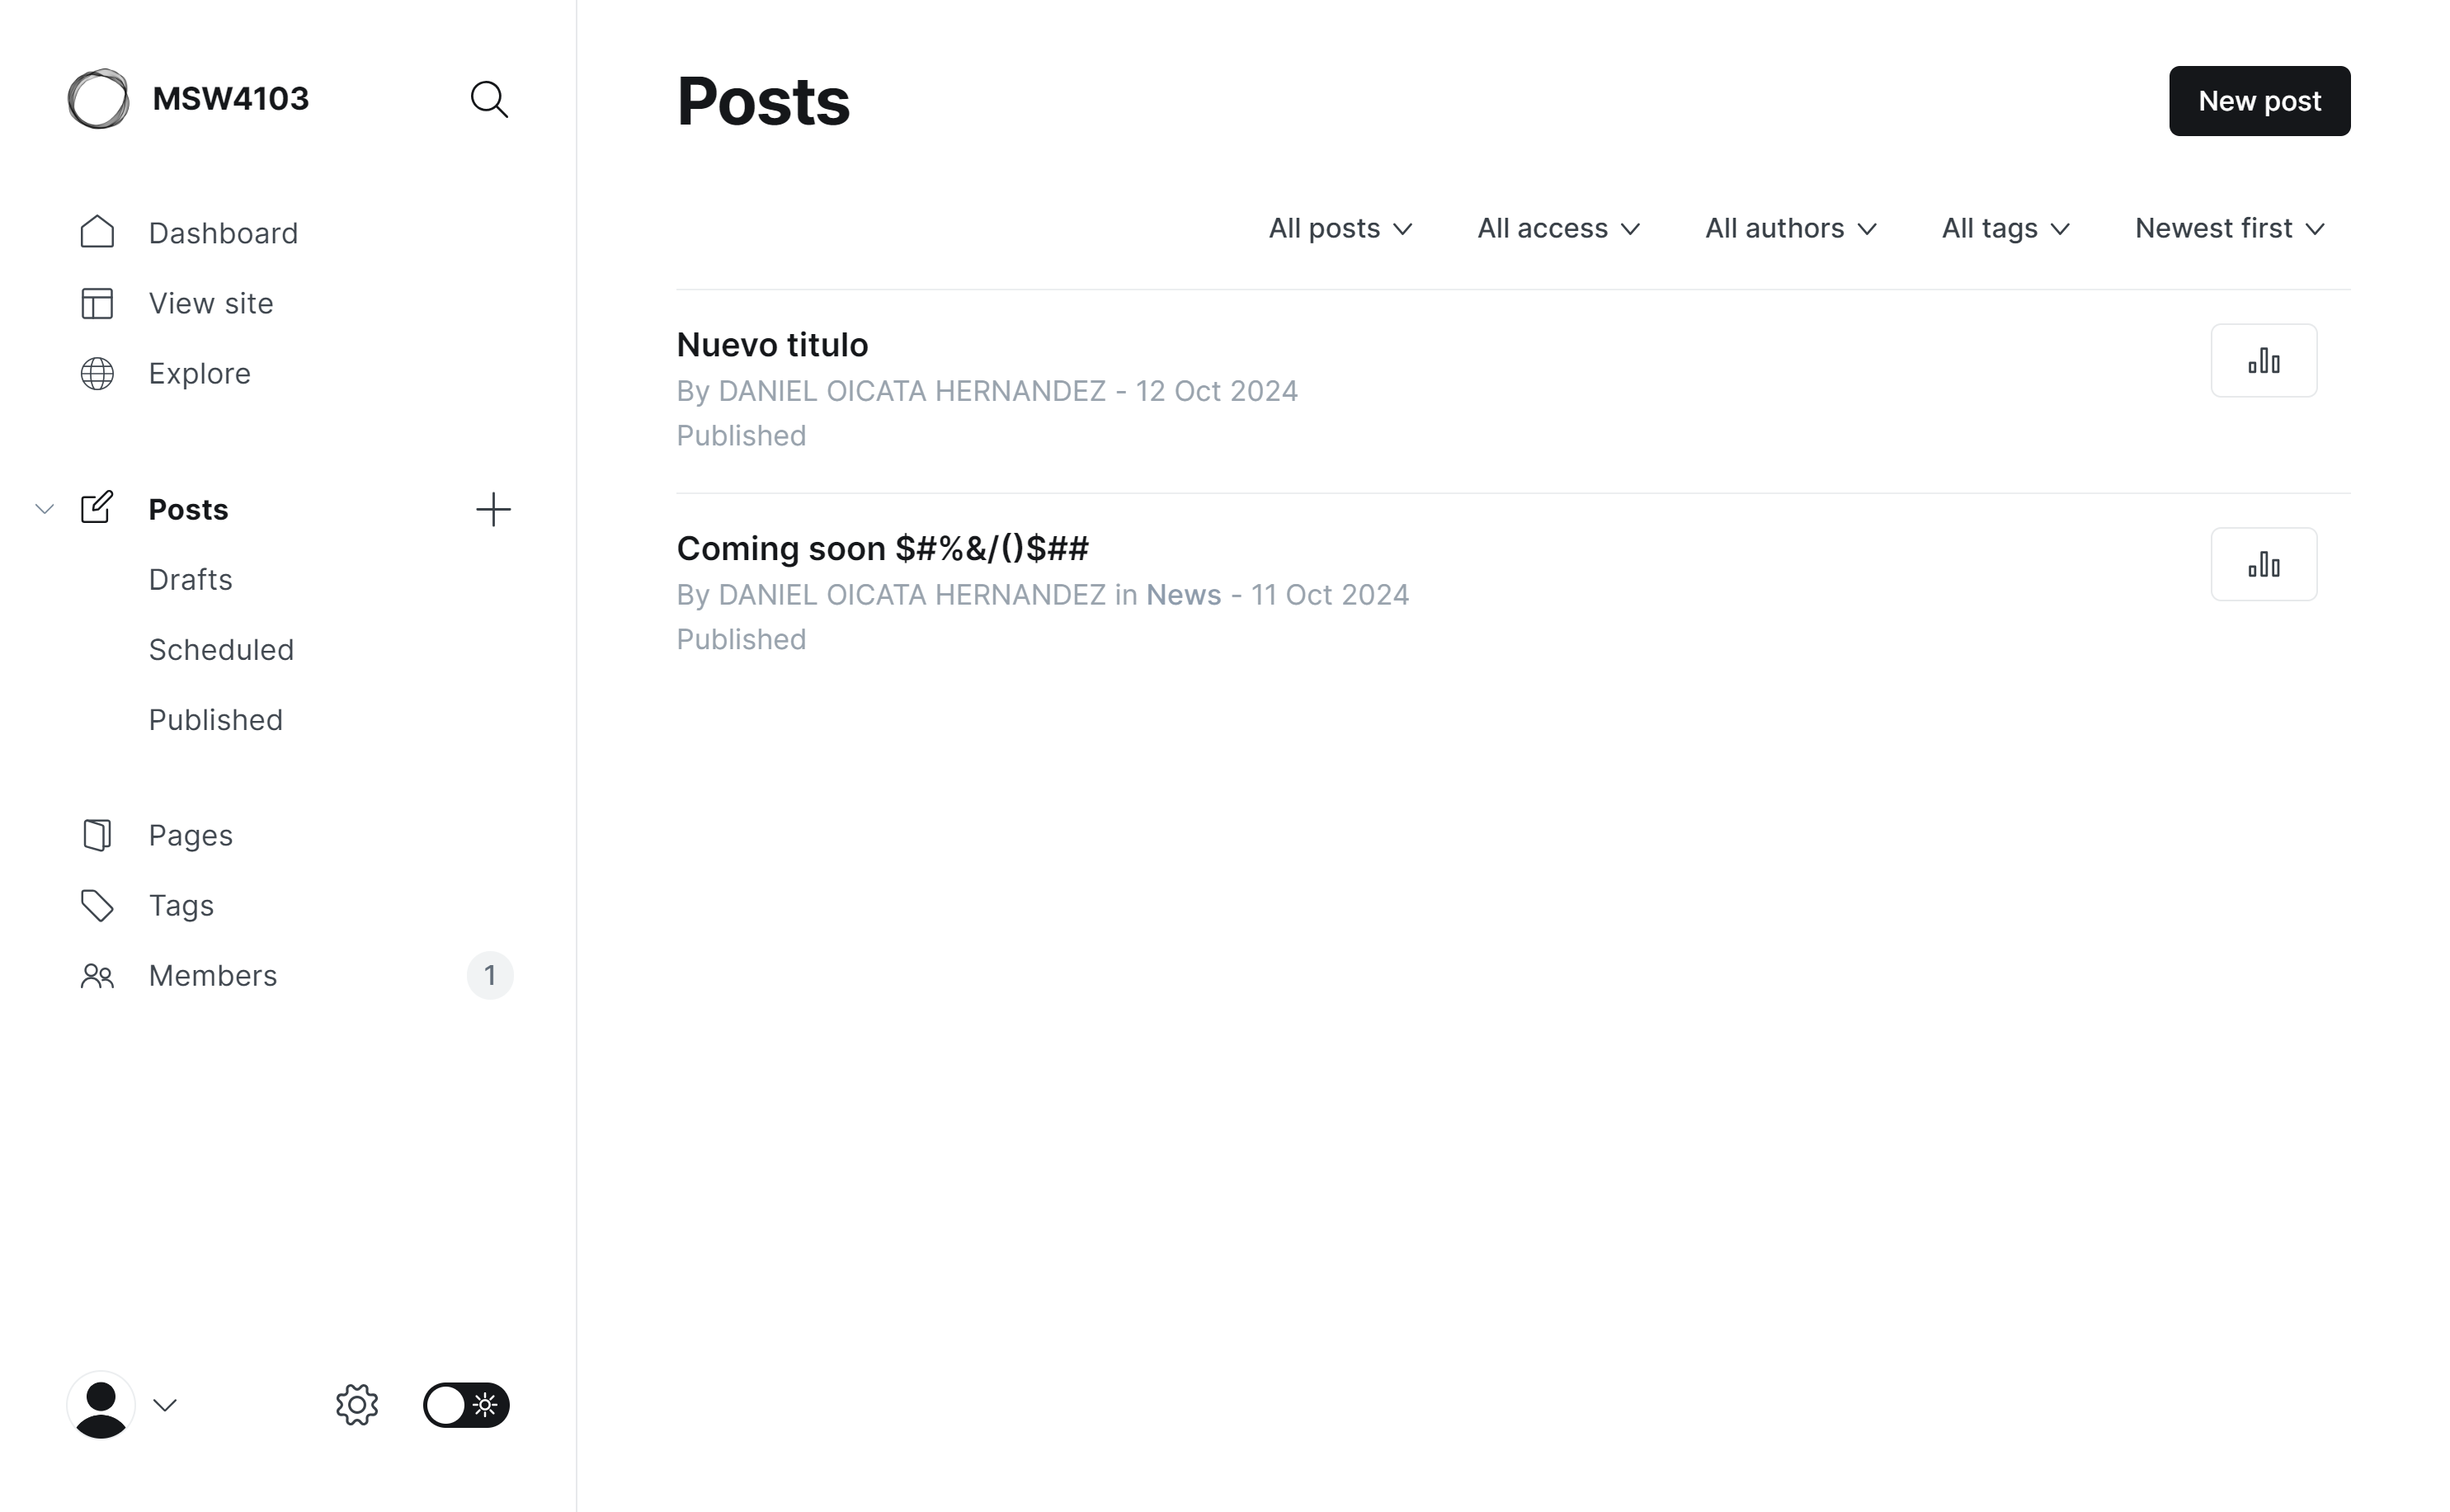 MSW4103
Dashboard
View site
Explore
Posts
Drafts
Scheduled
Published
Pages
Tags
Members 1
Posts
New post
All posts All access All authors All tags Newest first
Nuevo titulo
By DANIEL OICATA HERNANDEZ - 12 Oct 2024
Published
Coming soon $#%&/()$##
By DANIEL OICATA HERNANDEZ in News - 11 Oct 2024
Published